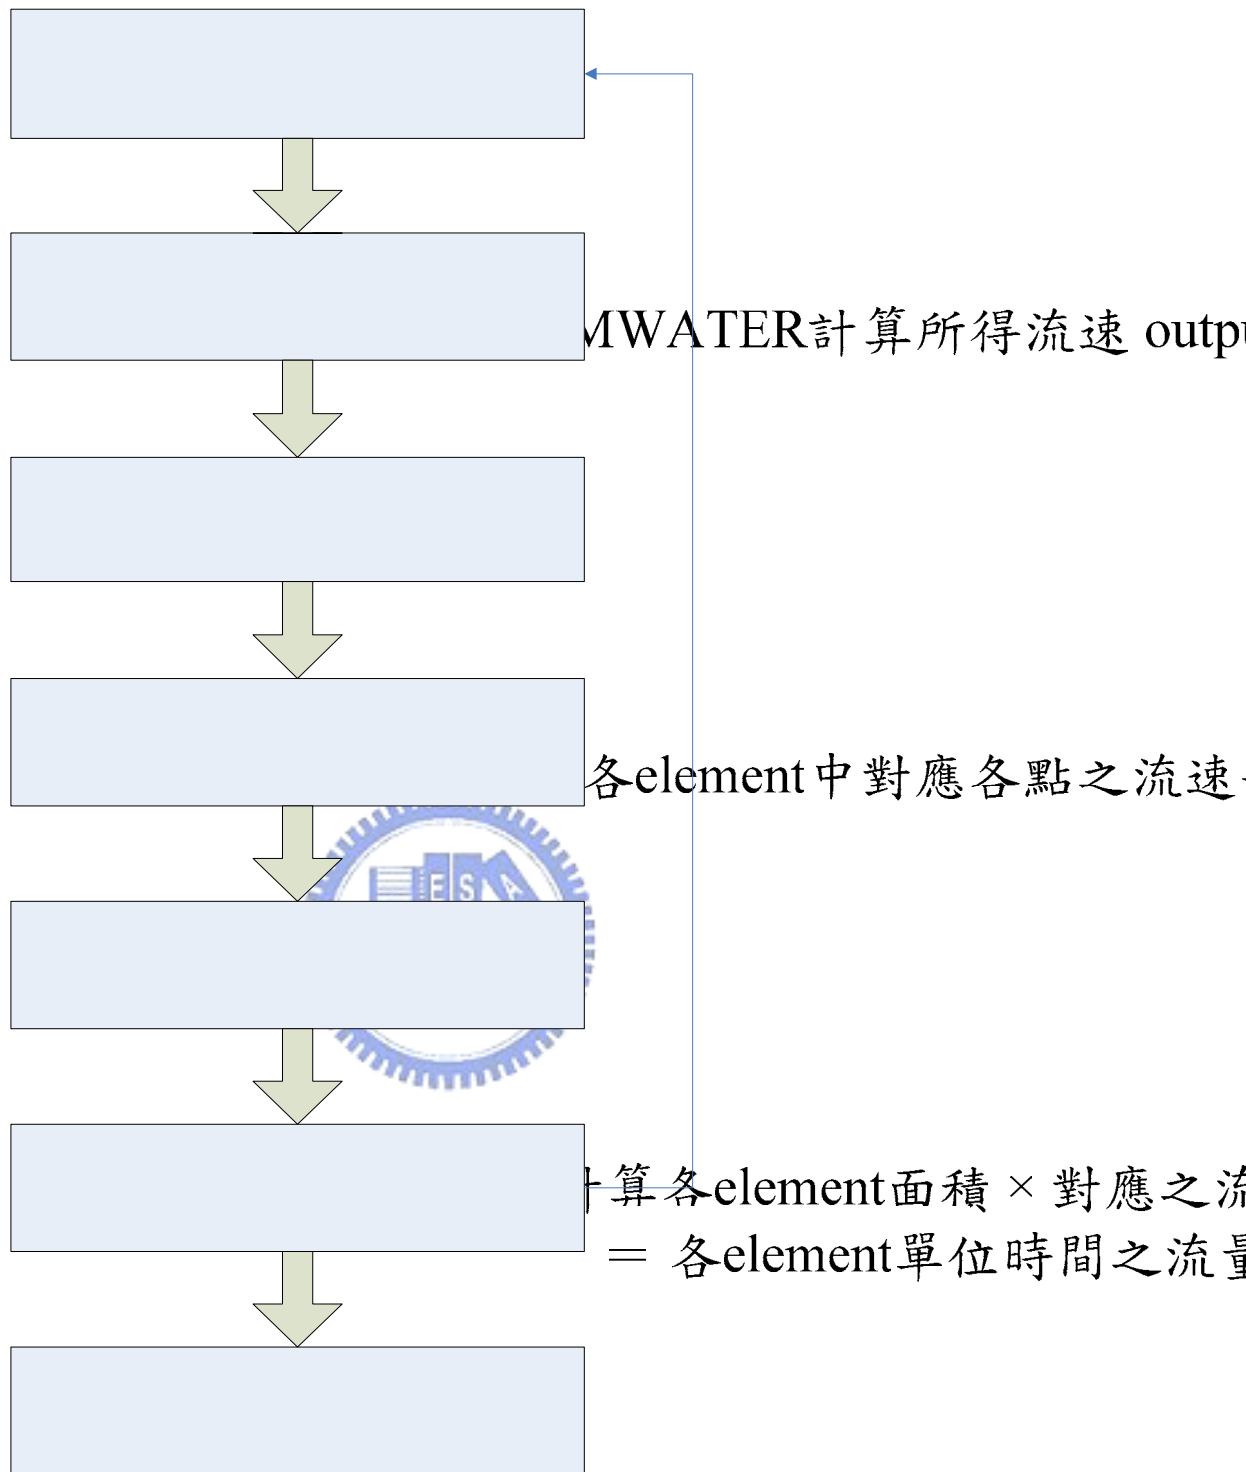 MWATER計算所得流速 outpu
各element中對應各點之流速
ESA
算各element面積 × 對應之流
= 各element單位時間之流量